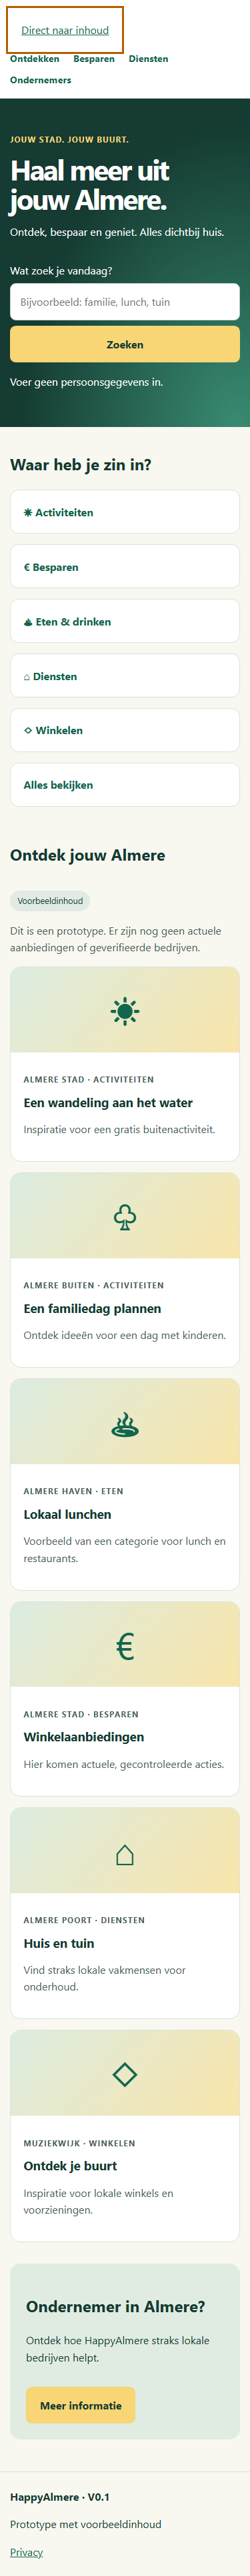 Direct naar inhoud
Ontdekken Besparen Diensten
Ondernemers
JOUW STAD. JOUW BUURT.
Haal meer uit
jouw Almere.
Ontdek, bespaar en geniet. Alles dichtbij huis.
Wat zoek je vandaag?
Bijvoorbeeld: familie, lunch, tuin
Zoeken
Voer geen persoonsgegevens in.
Waar heb je zin in?
Activiteiten
€ Besparen
Eten & drinken
Diensten
Winkelen
Alles bekijken
Ontdek jouw Almere
Voorbeeldinhoud
Dit is een prototype. Er zijn nog geen actuele
aanbiedingen of geverifieerde bedrijven.
ALMERE STAD · ACTIVITEITEN
Een wandeling aan het water
Inspiratie voor een gratis buitenactiviteit.
ALMERE BUITEN · ACTIVITEITEN
Een familiedag plannen
Ontdek ideeën voor een dag met kinderen.
ALMERE HAVEN · ETEN
Lokaal lunchen
Voorbeeld van een categorie voor lunch en
restaurants.
€
ALMERE STAD · BESPAREN
Winkelaanbiedingen
Hier komen actuele, gecontroleerde acties.
ALMERE POORT · DIENSTEN
Huis en tuin
Vind straks lokale vakmensen voor
onderhoud.
MUZIEKWIJK · WINKELEN
Ontdek je buurt
Inspiratie voor lokale winkels en
voorzieningen.
Ondernemer in Almere?
Ontdek hoe HappyAlmere straks lokale
bedrijven helpt.
Meer informatie
HappyAlmere · V0.1
Prototype met voorbeeldinhoud
Privacy